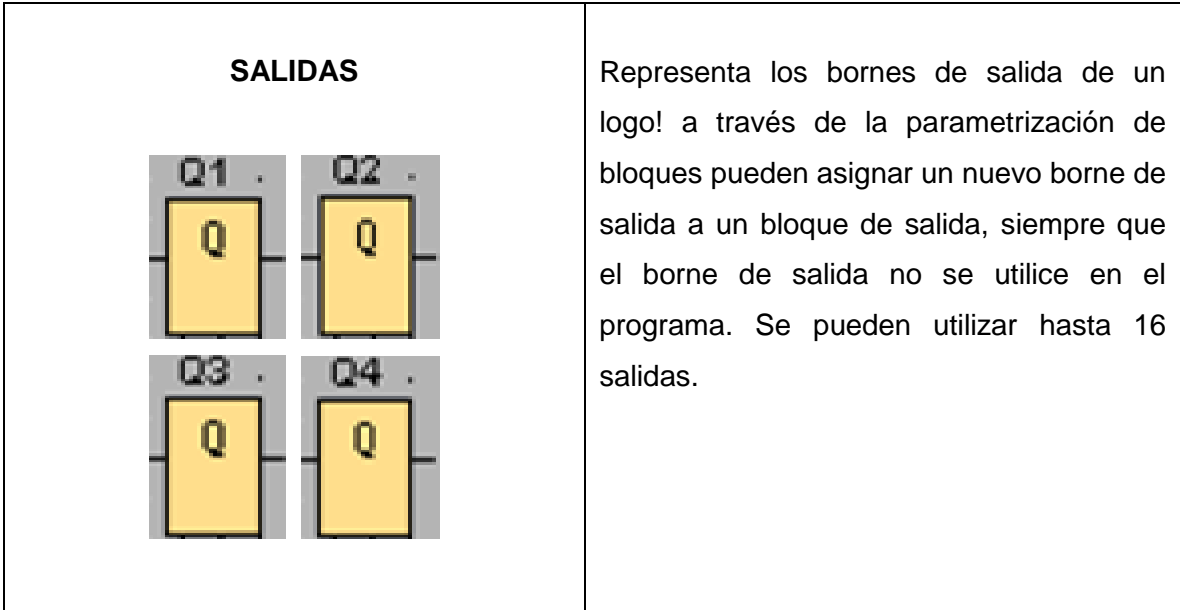 SALIDAS
Q1 . Q2 .
Q Q
Q3 . Q4 .
Q Q
Representa los bornes de salida de un
logo! a través de la parametrización de
bloques pueden asignar un nuevo borne de
salida a un bloque de salida, siempre que
el borne de salida no se utilice en el
programa. Se pueden utilizar hasta 16
salidas.